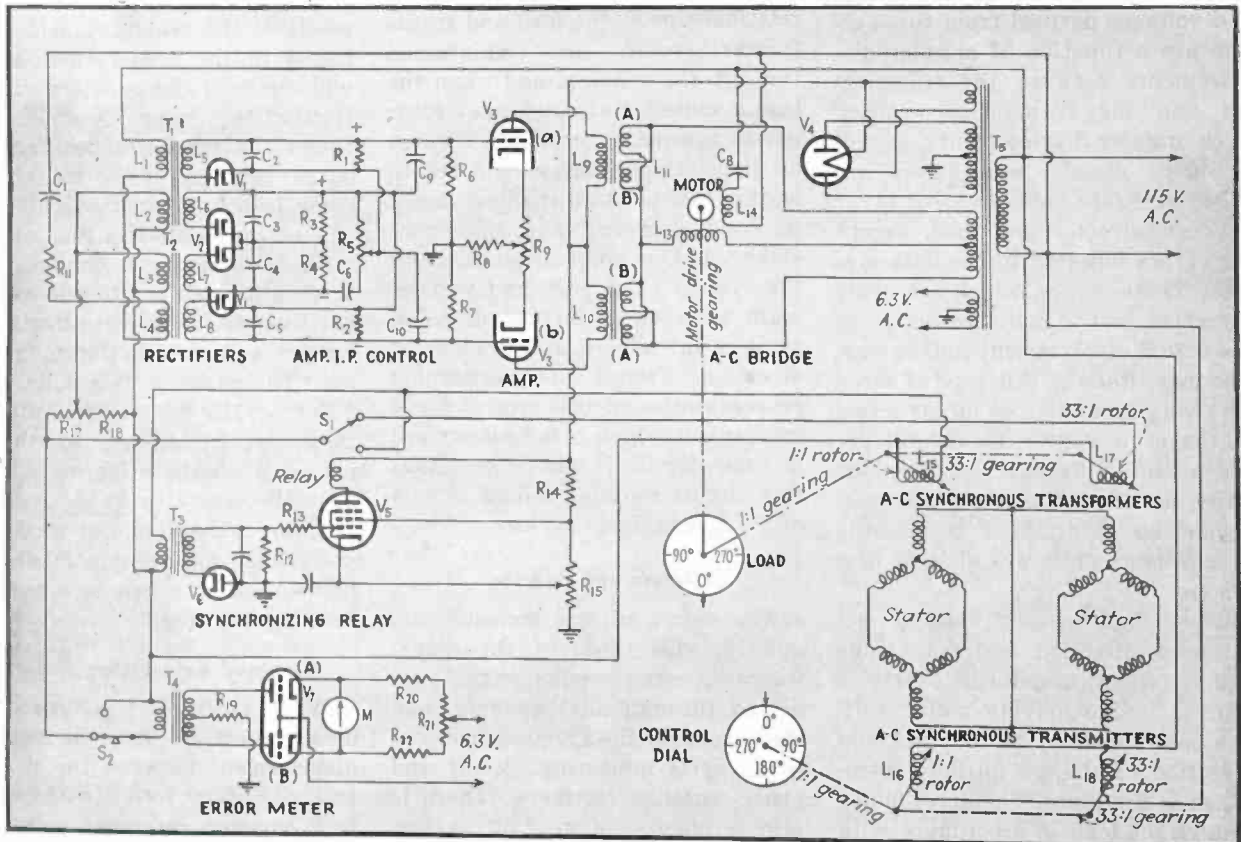 T1 t
L1
L5
C2
V1
L2
L6
C3
C1
T2
V2
R11
L3
L7
C4
V1
L4
L8
C5
RECTIFIERS
+
R1
C9
R6
+
R3
R5
R4
C6
R8
R9
R2
+
C10
R7
AMP. I.P. CONTROL
V3
(a)
(b)
V3
AMP.
(A)
L9
L11
(B)
(B)
L10
(A)
C8
MOTOR
L14
L13
Motor drive
gearing
A-C BRIDGE
V4
T5
115 V.
A.C.
6.3 V.
A.C.
R17
R18
S1
Relay
R14
T3
R13
V5
R12
V6
R15
SYNCHRONIZING RELAY
33:1 rotor
1:1 rotor
L15
33:1 gearing
L17
A-C SYNCHRONOUS TRANSFORMERS
1:1 gearing
90° 270°
0°
LOAD
Stator
Stator
T4
R19
(A)
V7
M
R20
R21
R22
6.3 V.
A.C.
S2
(B)
ERROR METER
CONTROL
DIAL
0°
270° 90°
180°
1:1
gearing
A-C SYNCHRONOUS TRANSMITTERS
L16
1:1
rotor
L18
33:1
rotor
33:1 gearing